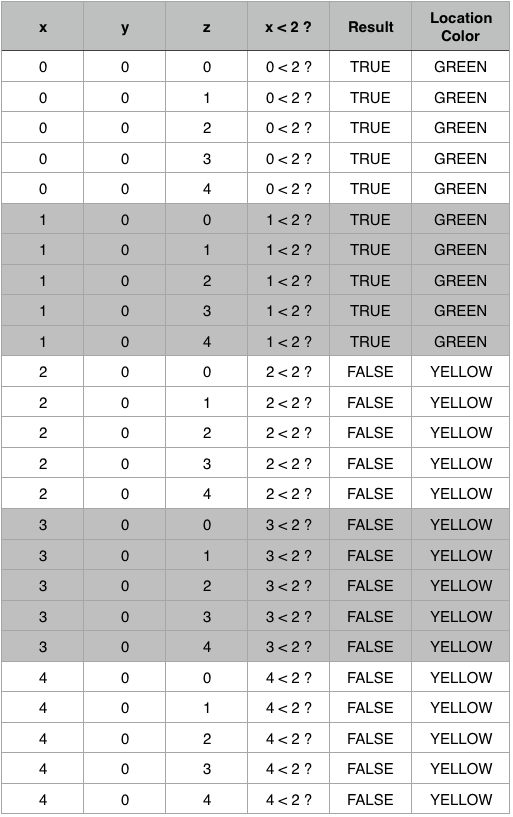 x y z x < 2 ? Result Location Color
0 0 0 0 < 2 ? TRUE GREEN
0 0 1 0 < 2 ? TRUE GREEN
0 0 2 0 < 2 ? TRUE GREEN
0 0 3 0 < 2 ? TRUE GREEN
0 0 4 0 < 2 ? TRUE GREEN
1 0 0 1 < 2 ? TRUE GREEN
1 0 1 1 < 2 ? TRUE GREEN
1 0 2 1 < 2 ? TRUE GREEN
1 0 3 1 < 2 ? TRUE GREEN
1 0 4 1 < 2 ? TRUE GREEN
2 0 0 2 < 2 ? FALSE YELLOW
2 0 1 2 < 2 ? FALSE YELLOW
2 0 2 2 < 2 ? FALSE YELLOW
2 0 3 2 < 2 ? FALSE YELLOW
2 0 4 2 < 2 ? FALSE YELLOW
3 0 0 3 < 2 ? FALSE YELLOW
3 0 1 3 < 2 ? FALSE YELLOW
3 0 2 3 < 2 ? FALSE YELLOW
3 0 3 3 < 2 ? FALSE YELLOW
3 0 4 3 < 2 ? FALSE YELLOW
4 0 0 4 < 2 ? FALSE YELLOW
4 0 1 4 < 2 ? FALSE YELLOW
4 0 2 4 < 2 ? FALSE YELLOW
4 0 3 4 < 2 ? FALSE YELLOW
4 0 4 4 < 2 ? FALSE YELLOW